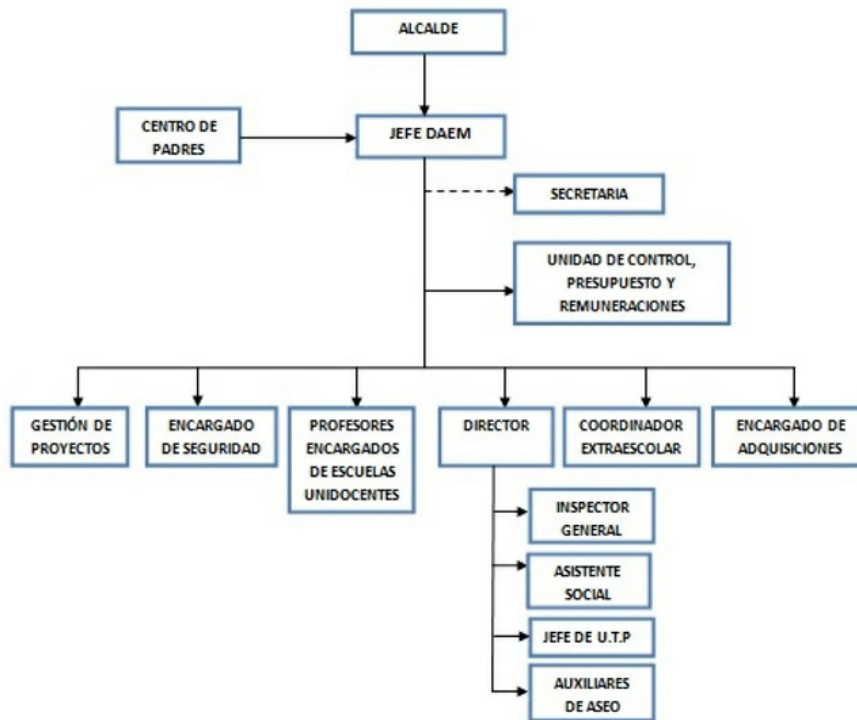 ALCALDE
CENTRO DE
PADRES
JEFE DAEM
SECRETARIA
UNIDAD DE CONTROL,
PRESUPUESTO Y
REMUNERACIONES
GESTIÓN DE
PROYECTOS
ENCARGADO
DE SEGURIDAD
PROFESORES
ENCARGADOS
DE ESCUELAS
UNIDOCENTES
DIRECTOR
COORDINADOR
EXTRAESCOLAR
ENCARGADO DE
ADQUISICIONES
INSPECTOR
GENERAL
ASISTENTE
SOCIAL
JEFE DE U.T.P
AUXILIARES
DE ASEO